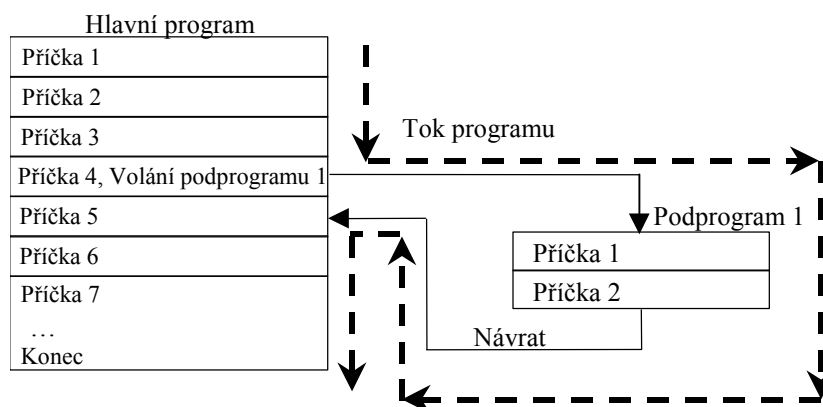 Hlavní program
Příčka 1
Příčka 2
Příčka 3
Příčka 4, Volání podprogramu 1
Příčka 5
Příčka 6
Příčka 7
…
Konec
Tok programu
Podprogram 1
Příčka 1
Příčka 2
Návrat